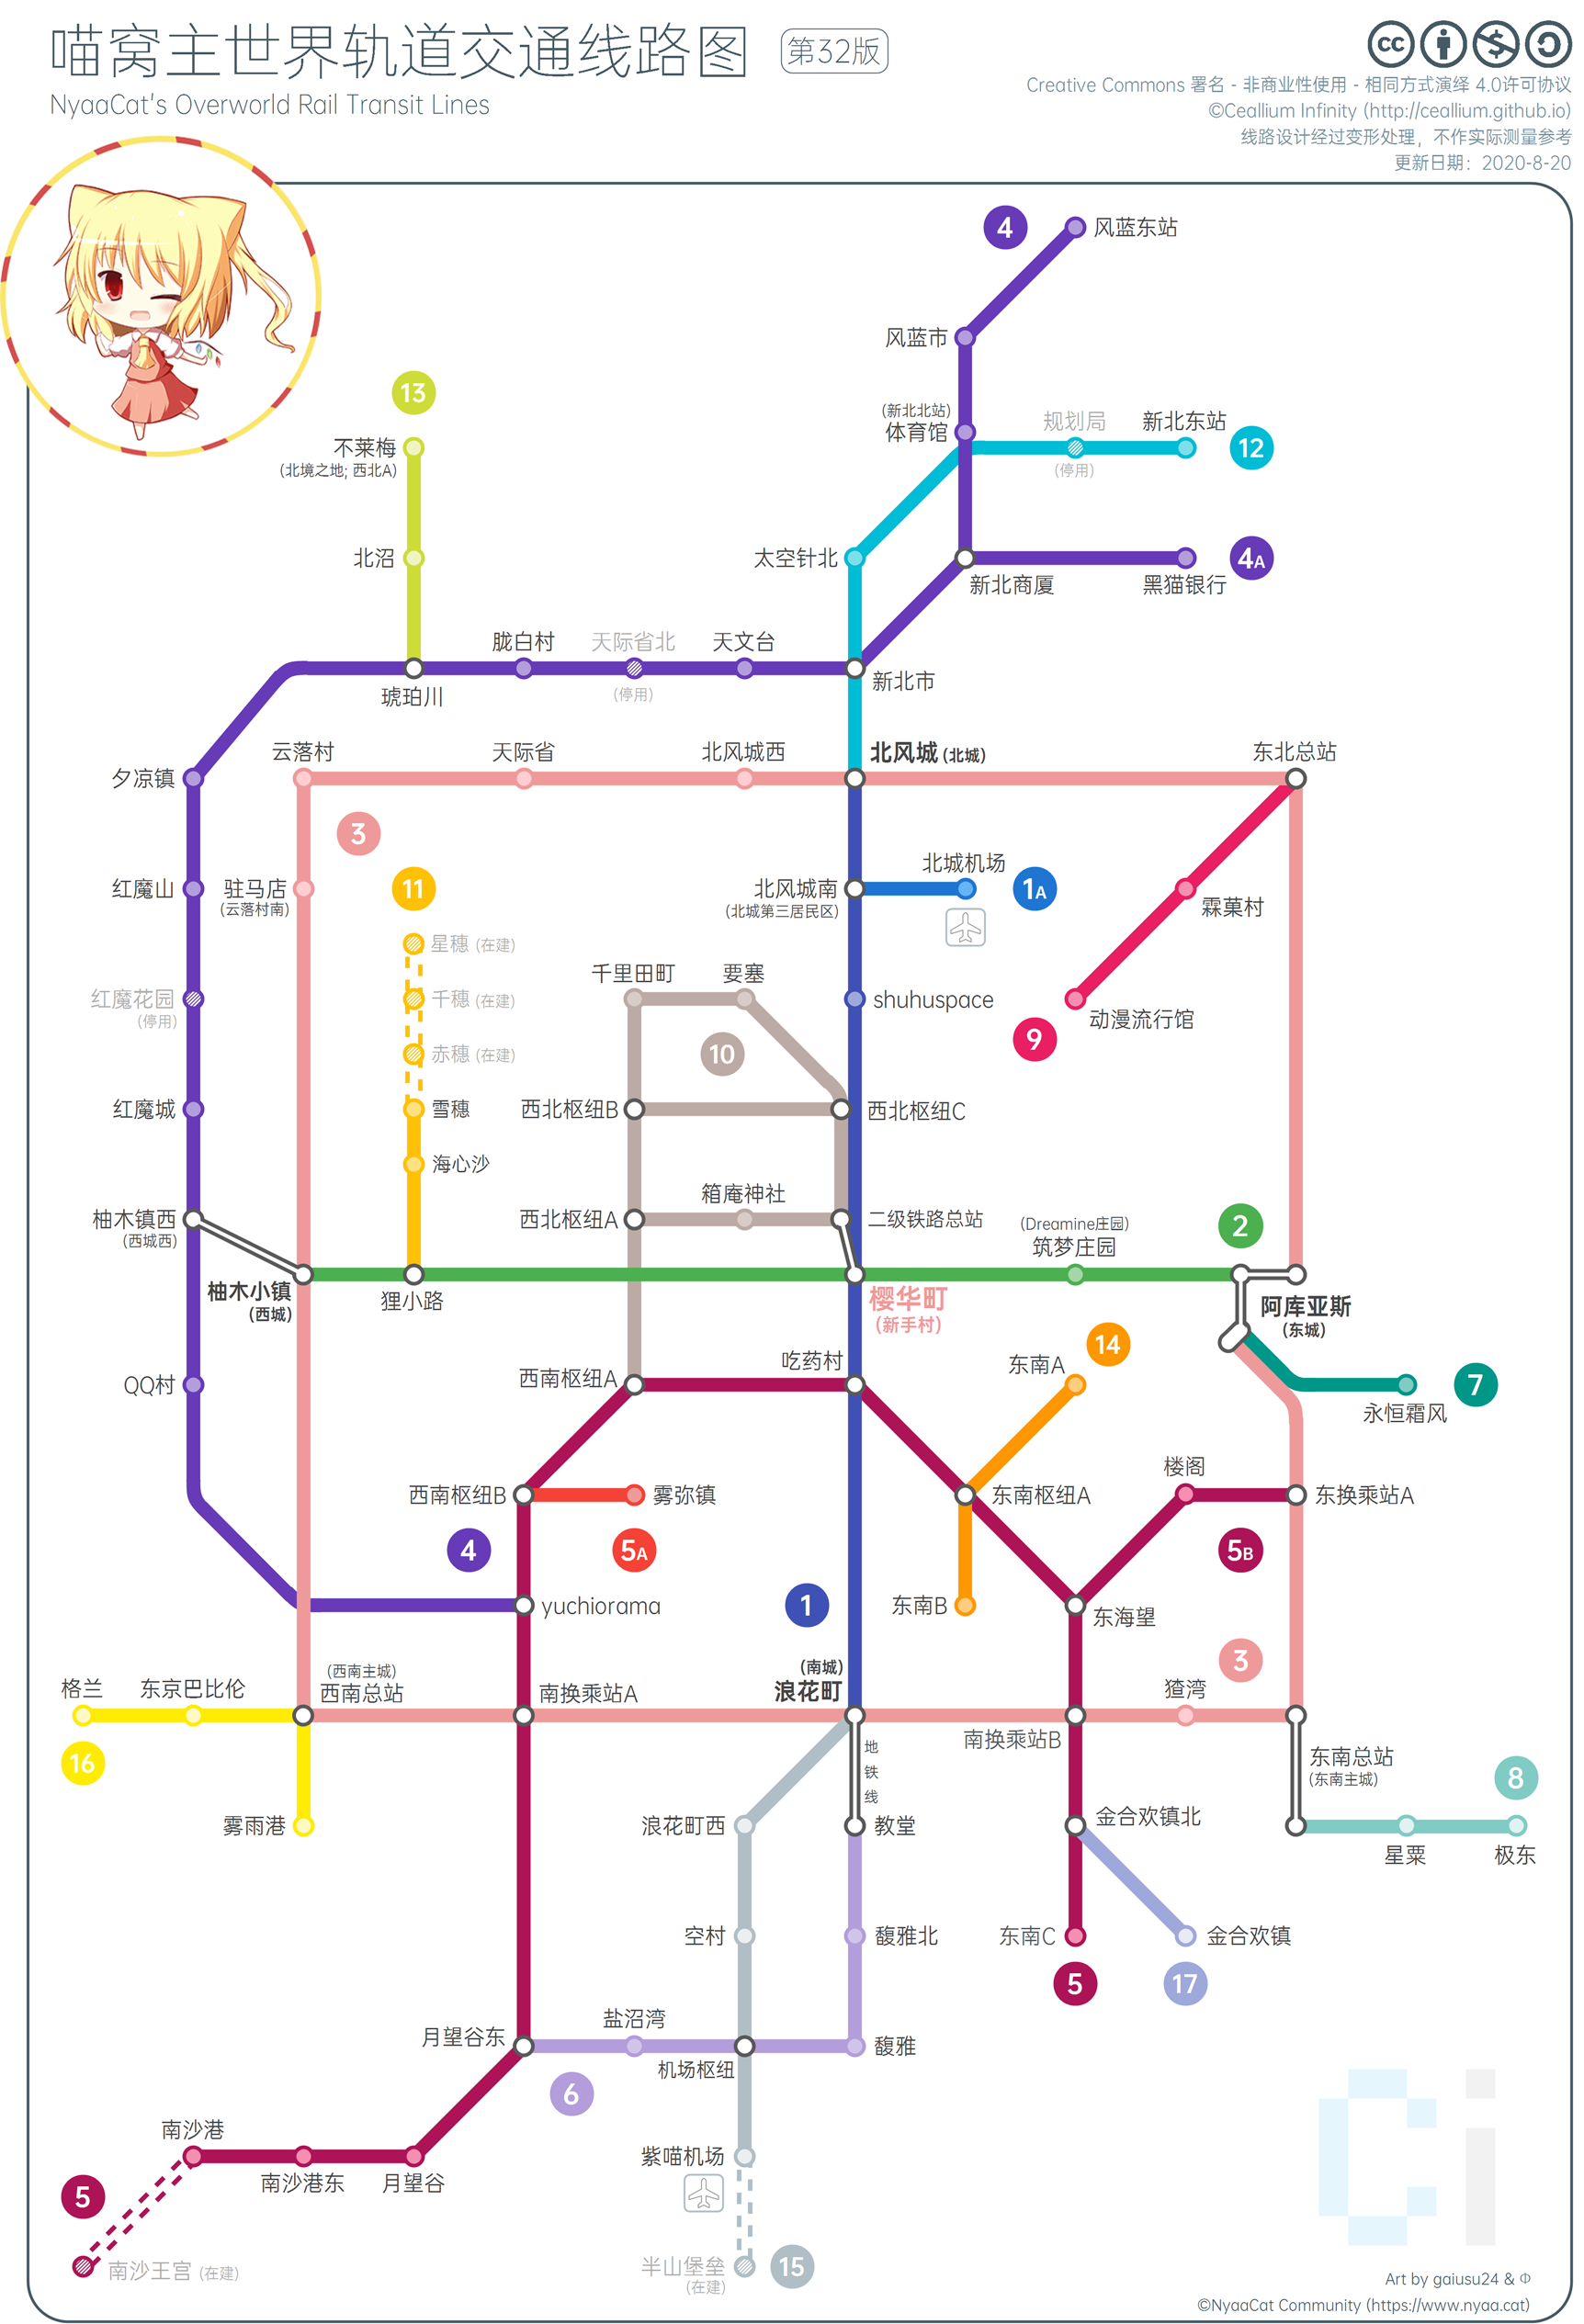 喵窝主世界轨道交通线路图 第32版
NyaaCat's Overworld Rail Transit Lines
Creative Commons 署名 - 非商业性使用 - 相同方式演绎 4.0许可协议
©Ceallium Infinity (http://ceallium.github.io)
线路设计经过变形处理，不作实际测量参考
更新日期：2020-8-20
cc
4
风蓝东站
风蓝市
13
(新北北站)
体育馆
规划局
(停用)
新北东站
12
不莱梅
(北境之地; 西北A)
北沼
太空针北
新北商厦
黑猫银行
4A
胧白村
天际省北
(停用)
天文台
琥珀川
新北市
夕凉镇
云落村
天际省
北风城西
北风城 (北城)
东北总站
3
红魔山
驻马店
(云落村南)
11
北风城南
(北城第三居民区)
北城机场
1A
霖菓村
星穗 (在建)
红魔花园
(停用)
千穗 (在建)
千里田町
要塞
shuhuspace
动漫流行馆
9
赤穗 (在建)
10
红魔城
雪穗
西北枢纽B
西北枢纽C
海心沙
柚木镇西
(西城西)
西北枢纽A
箱庵神社
二级铁路总站
(Dreamine庄园)
筑梦庄园
2
柚木小镇
(西城)
狸小路
樱华町
(新手村)
阿库亚斯
(东城)
QQ村
西南枢纽A
吃药村
东南A
14
7
永恒霜风
西南枢纽B
雾弥镇
东南枢纽A
楼阁
东换乘站A
4
5A
5B
yuchiorama
1
东南B
东海望
格兰
东京巴比伦
(西南主城)
西南总站
南换乘站A
(南城)
浪花町
3
猹湾
南换乘站B
16
地
铁
线
东南总站
(东南主城)
8
雾雨港
浪花町西
教堂
金合欢镇北
星粟
极东
空村
馥雅北
东南C
金合欢镇
5
17
月望谷东
盐沼湾
机场枢纽
馥雅
6
南沙港
南沙港东
月望谷
紫喵机场
5
南沙王宫 (在建)
半山堡垒
(在建)
15
Ci
Art by gaiusu24 & Φ
©NyaaCat Community (https://www.nyaa.cat)